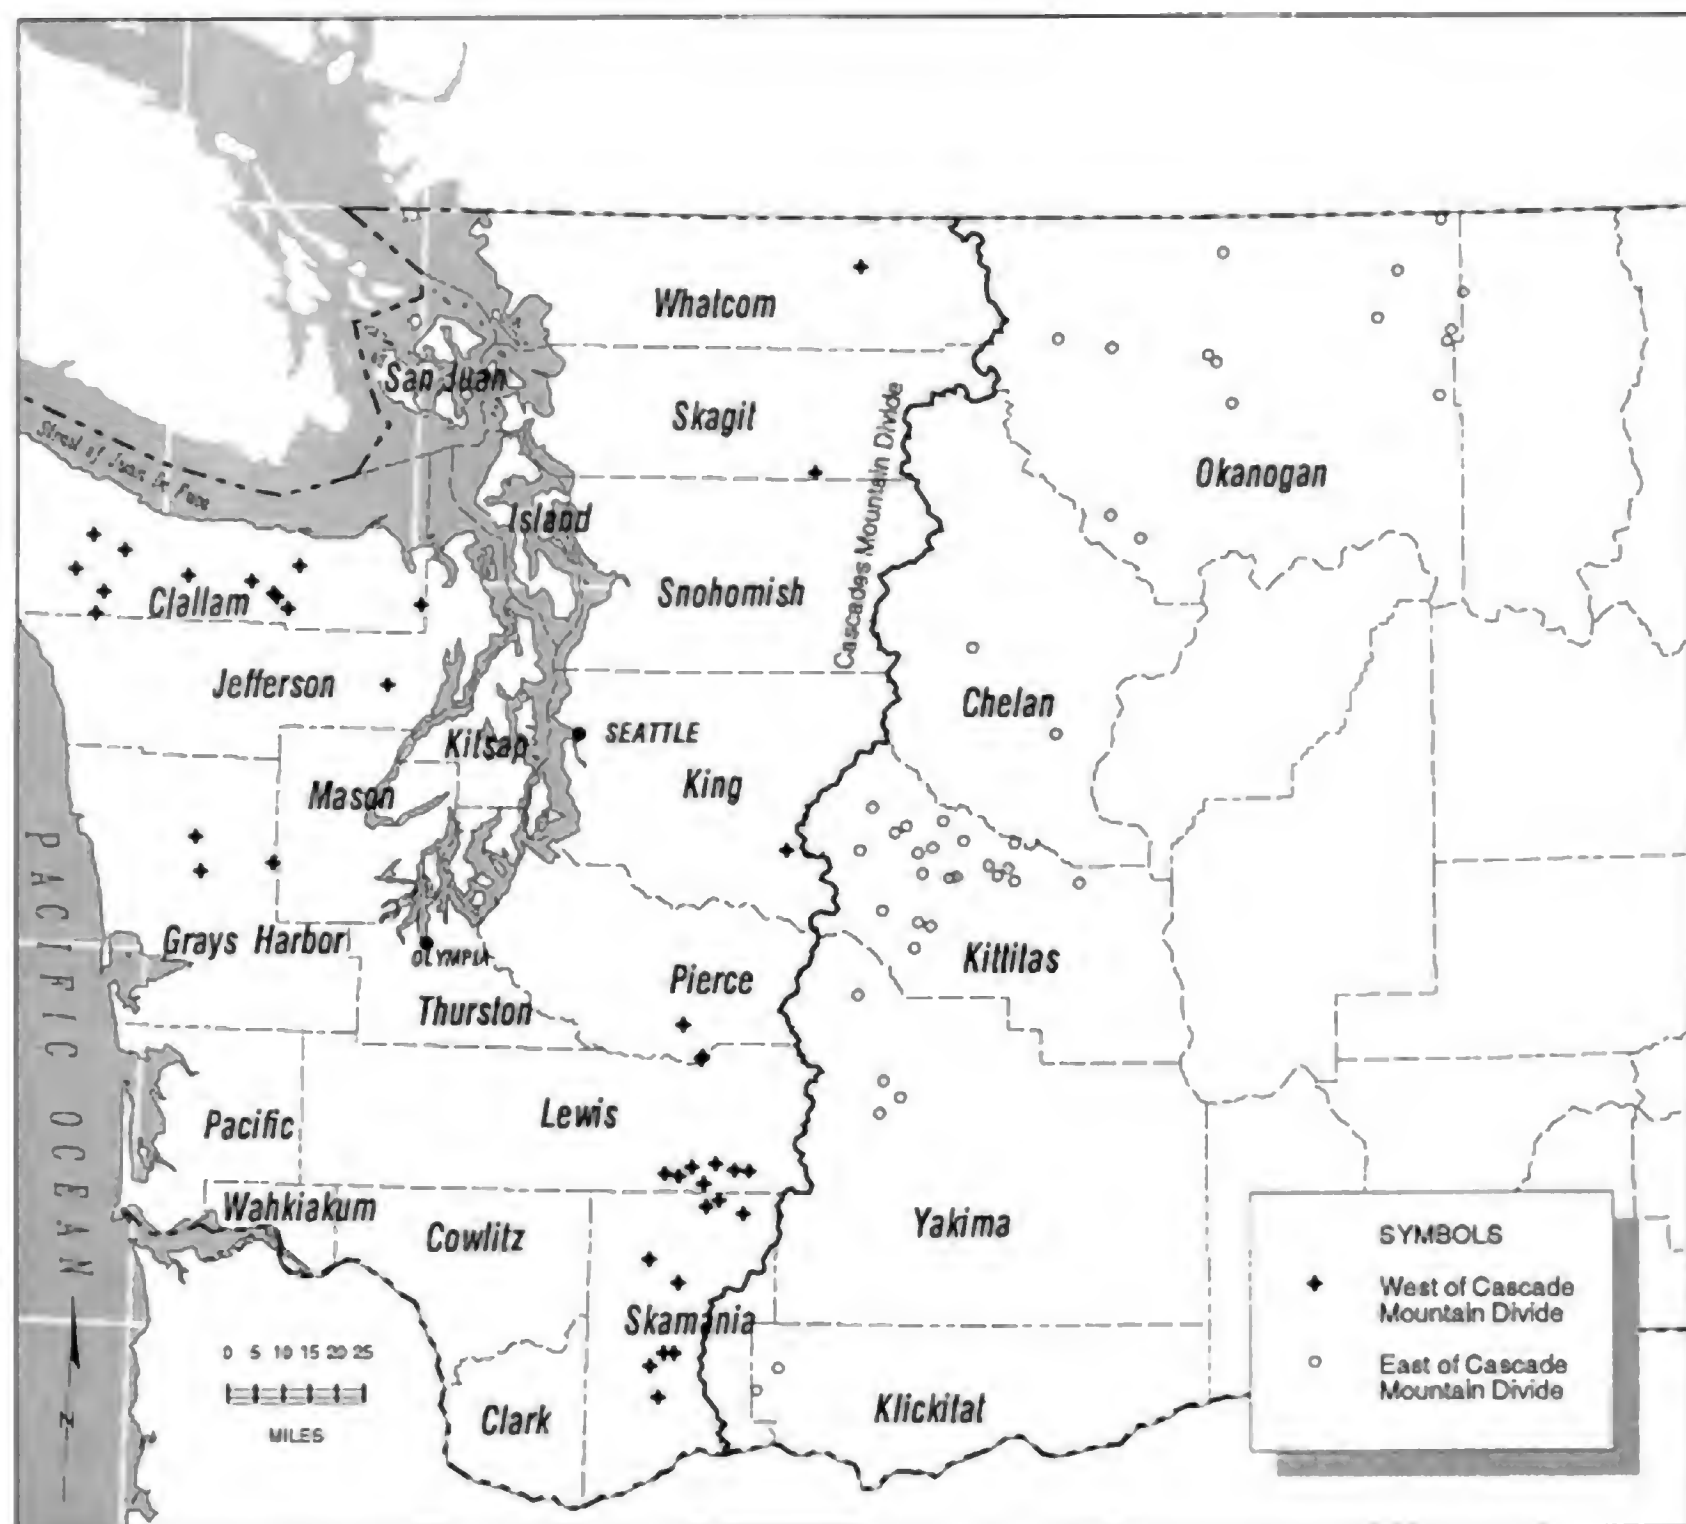 Whatcom
San Juan
Skagit
Strait of Juan De Fuca
Okanogan
Island
Cascades Mountain Divide
Clallam
Snohomish
Jefferson
Chelan
SEATTLE
Kitsap
King
Mason
Grays Harbor
OLYMPIA
Kittitas
Pierce
Thurston
PACIFIC OCEAN
Lewis
Pacific
Wahkiakum
Cowlitz
Yakima
Skamania
Clark
Klickitat
0 5 10 15 20 25
MILES
N
SYMBOLS
West of Cascade
Mountain Divide
East of Cascade
Mountain Divide